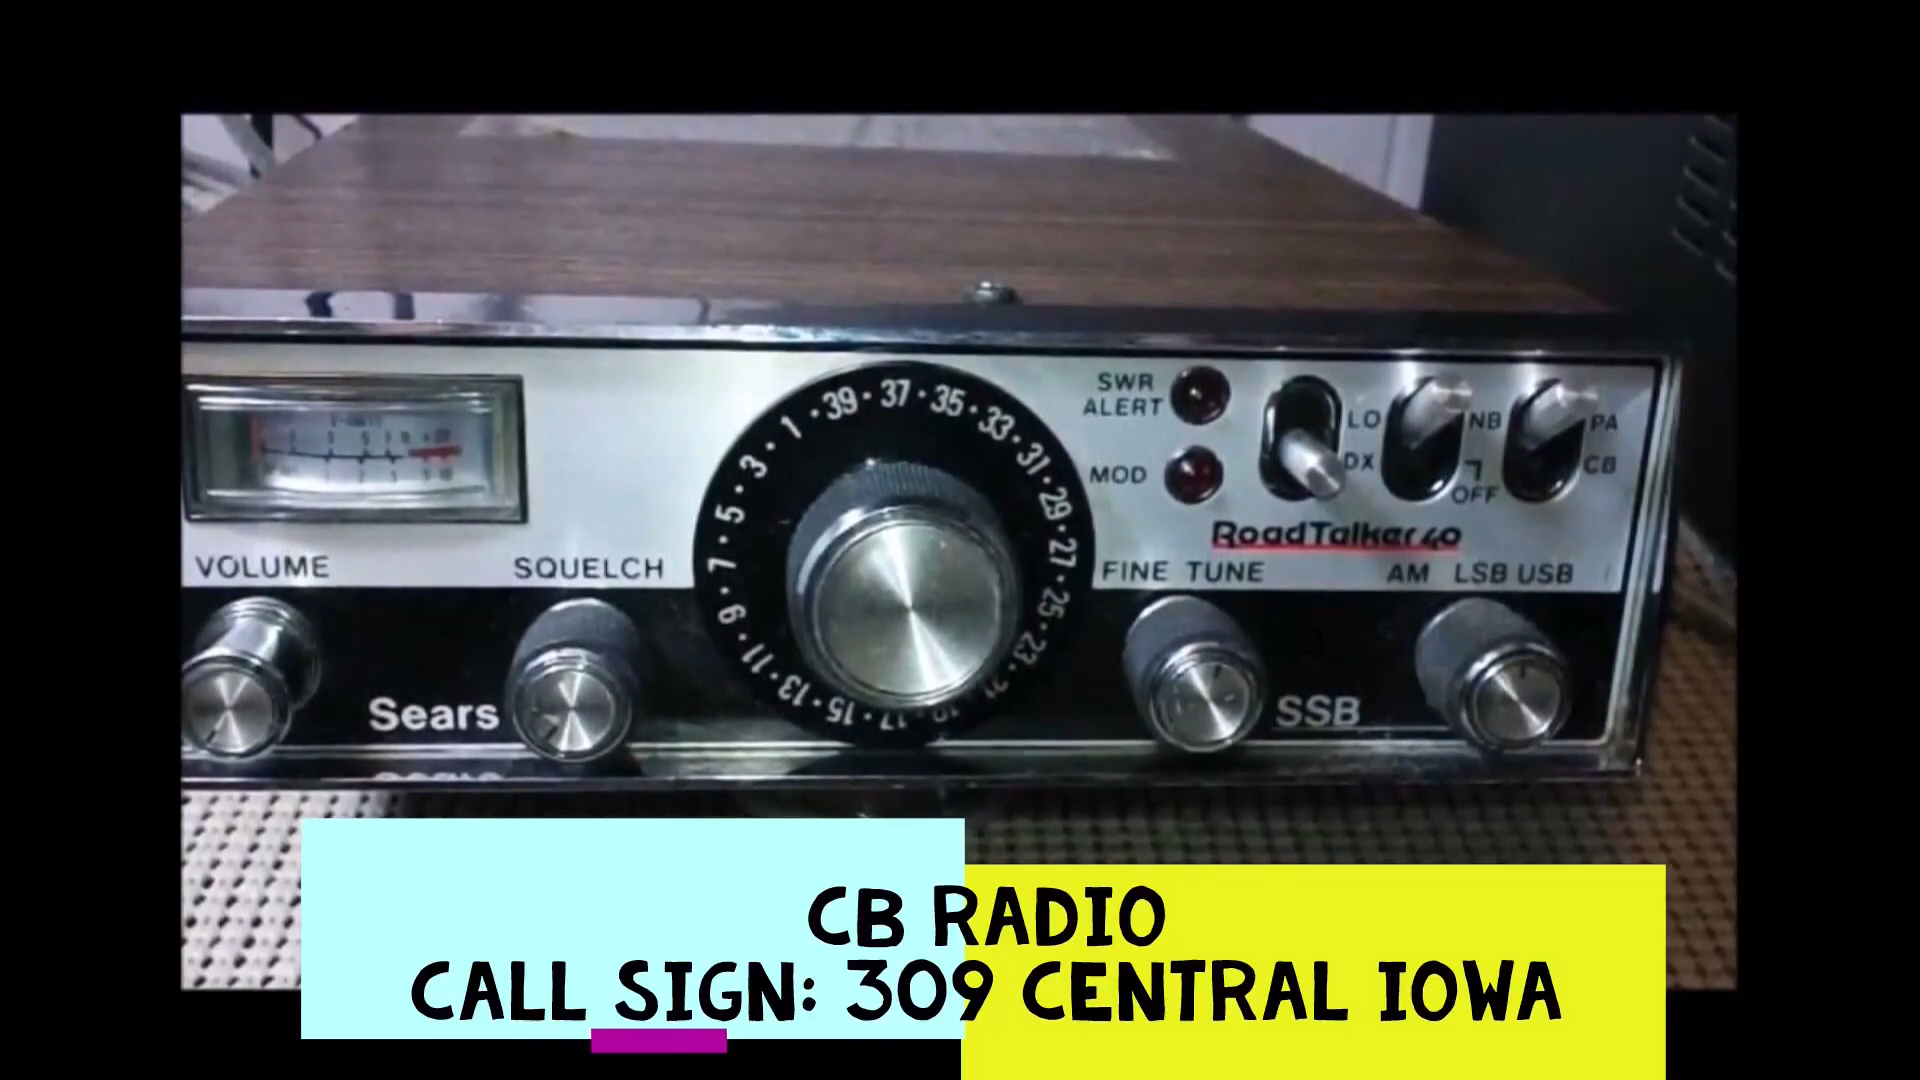 SWR
ALERT
LO
NB
PA
MOD
DX
OFF
CB
RoadTalker 40
VOLUME
SQUELCH
FINE TUNE
AM LSB USB
Sears
SSB
1 · 39 · 37 · 35 · 33 · 31 · 29 · 27 · 25 · 23
3 · 5 · 7 · 9 · 11 · 13 · 15 · 17
CB RADIO
CALL SIGN: 309 CENTRAL IOWA